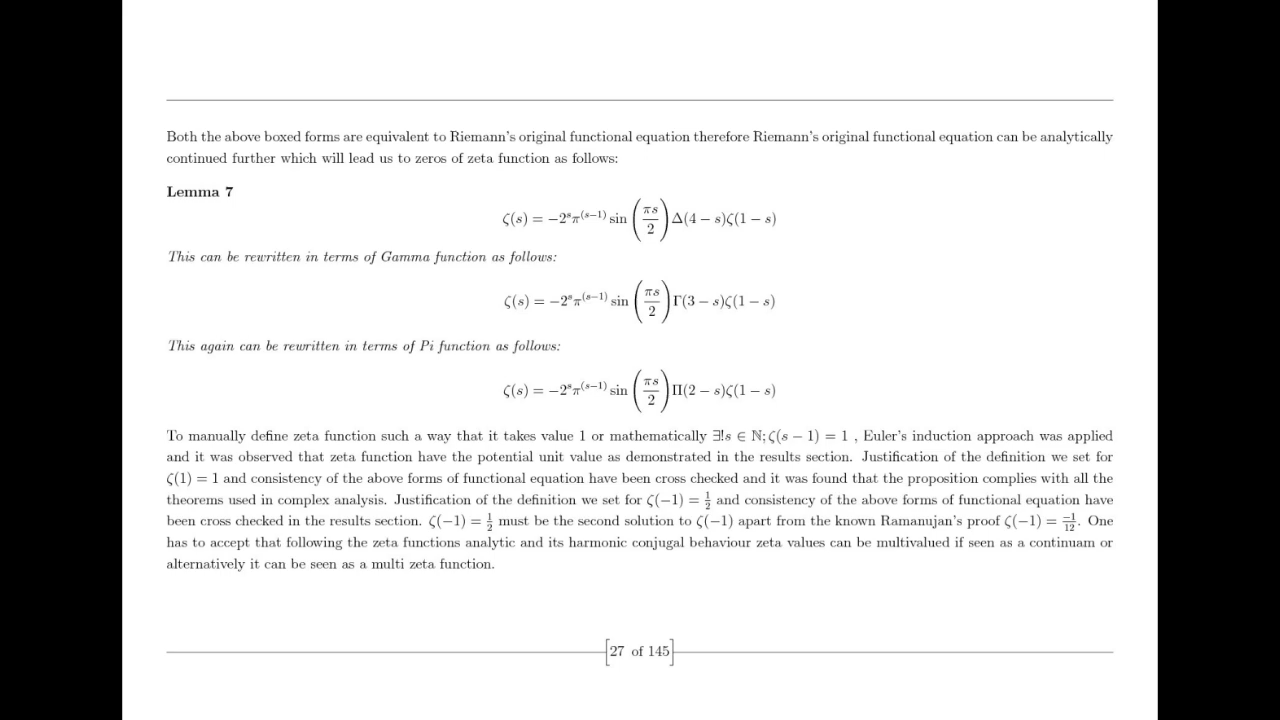 Both the above boxed forms are equivalent to Riemann's original functional equation therefore Riemann's original functional equation can be analytically
continued further which will lead us to zeros of zeta function as follows:
Lemma 7
ζ(s) = −2^s π^(s−1) sin (πs/2) Δ(4 − s)ζ(1 − s)
This can be rewritten in terms of Gamma function as follows:
ζ(s) = −2^s π^(s−1) sin (πs/2) Γ(3 − s)ζ(1 − s)
This again can be rewritten in terms of Pi function as follows:
ζ(s) = −2^s π^(s−1) sin (πs/2) Π(2 − s)ζ(1 − s)
To manually define zeta function such a way that it takes value 1 or mathematically ∃!s ∈ ℕ; ζ(s − 1) = 1 , Euler's induction approach was applied
and it was observed that zeta function have the potential unit value as demonstrated in the results section. Justification of the definition we set for
ζ(1) = 1 and consistency of the above forms of functional equation have been cross checked and it was found that the proposition complies with all the
theorems used in complex analysis. Justification of the definition we set for ζ(−1) = 1/2 and consistency of the above forms of functional equation have
been cross checked in the results section. ζ(−1) = 1/2 must be the second solution to ζ(−1) apart from the known Ramanujan's proof ζ(−1) = −1/12. One
has to accept that following the zeta functions analytic and its harmonic conjugal behaviour zeta values can be multivalued if seen as a continuam or
alternatively it can be seen as a multi zeta function.
[27 of 145]